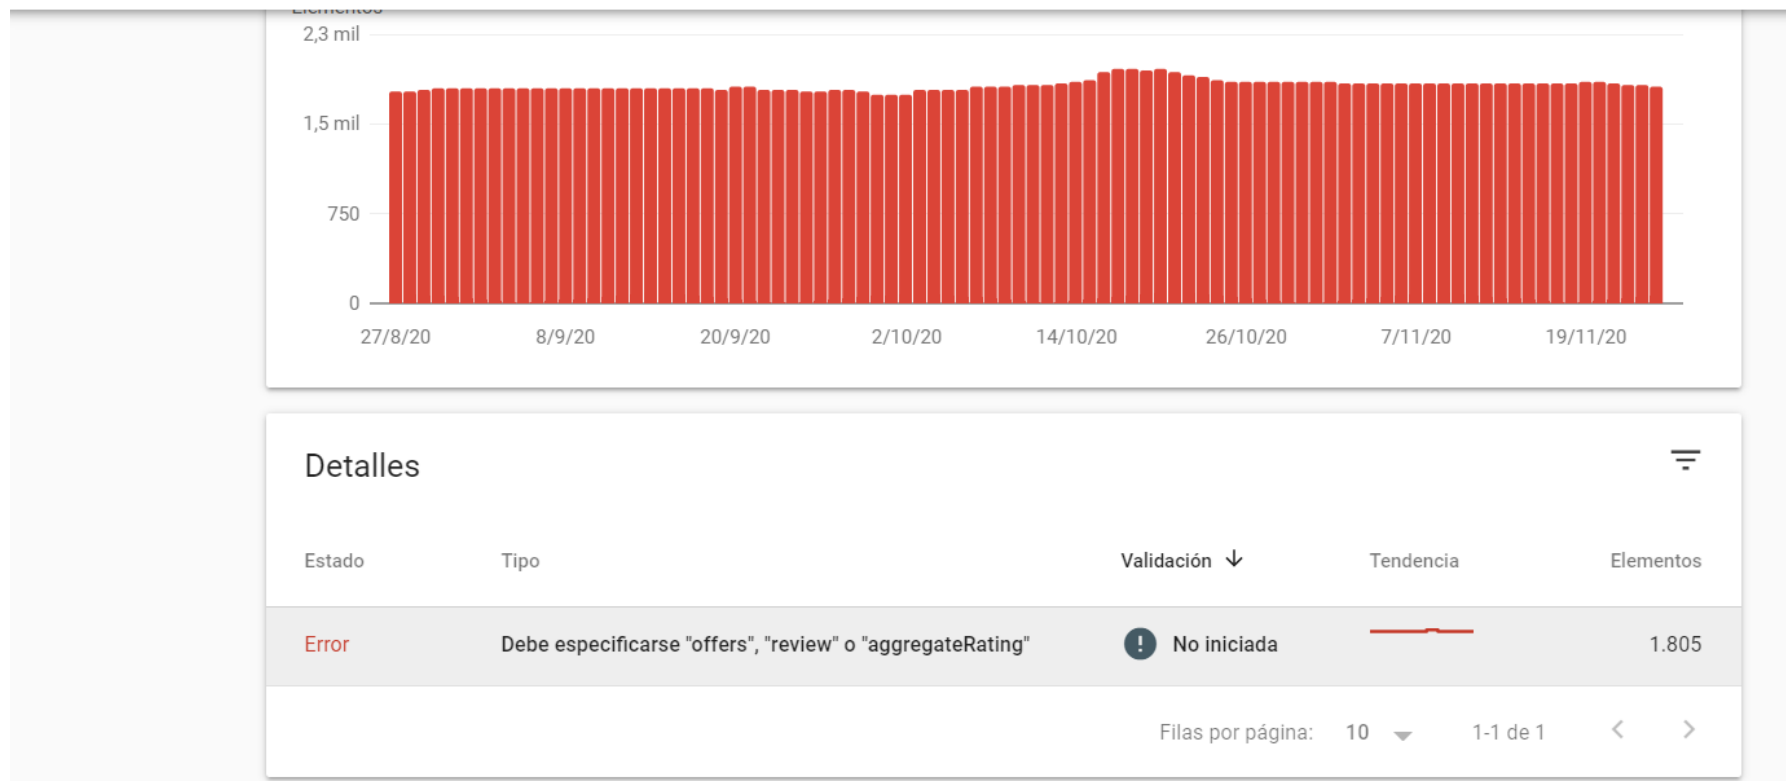 Elementos
2,3 mil
1,5 mil
750
0
27/8/20 8/9/20 20/9/20 2/10/20 14/10/20 26/10/20 7/11/20 19/11/20
Detalles
Estado Tipo Validación Tendencia Elementos
Error Debe especificarse "offers", "review" o "aggregateRating" ! No iniciada 1.805
Filas por página: 10 1-1 de 1